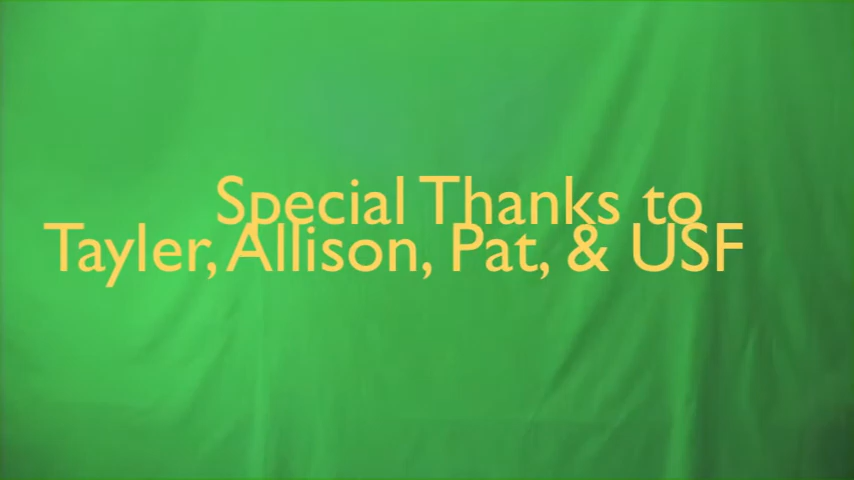 Special Thanks to
Tayler, Allison, Pat, & USF